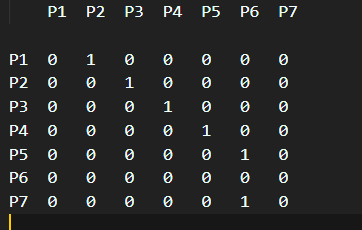 P1 P2 P3 P4 P5 P6 P7
P1 0 1 0 0 0 0 0
P2 0 0 1 0 0 0 0
P3 0 0 0 1 0 0 0
P4 0 0 0 0 1 0 0
P5 0 0 0 0 0 1 0
P6 0 0 0 0 0 0 0
P7 0 0 0 0 0 1 0